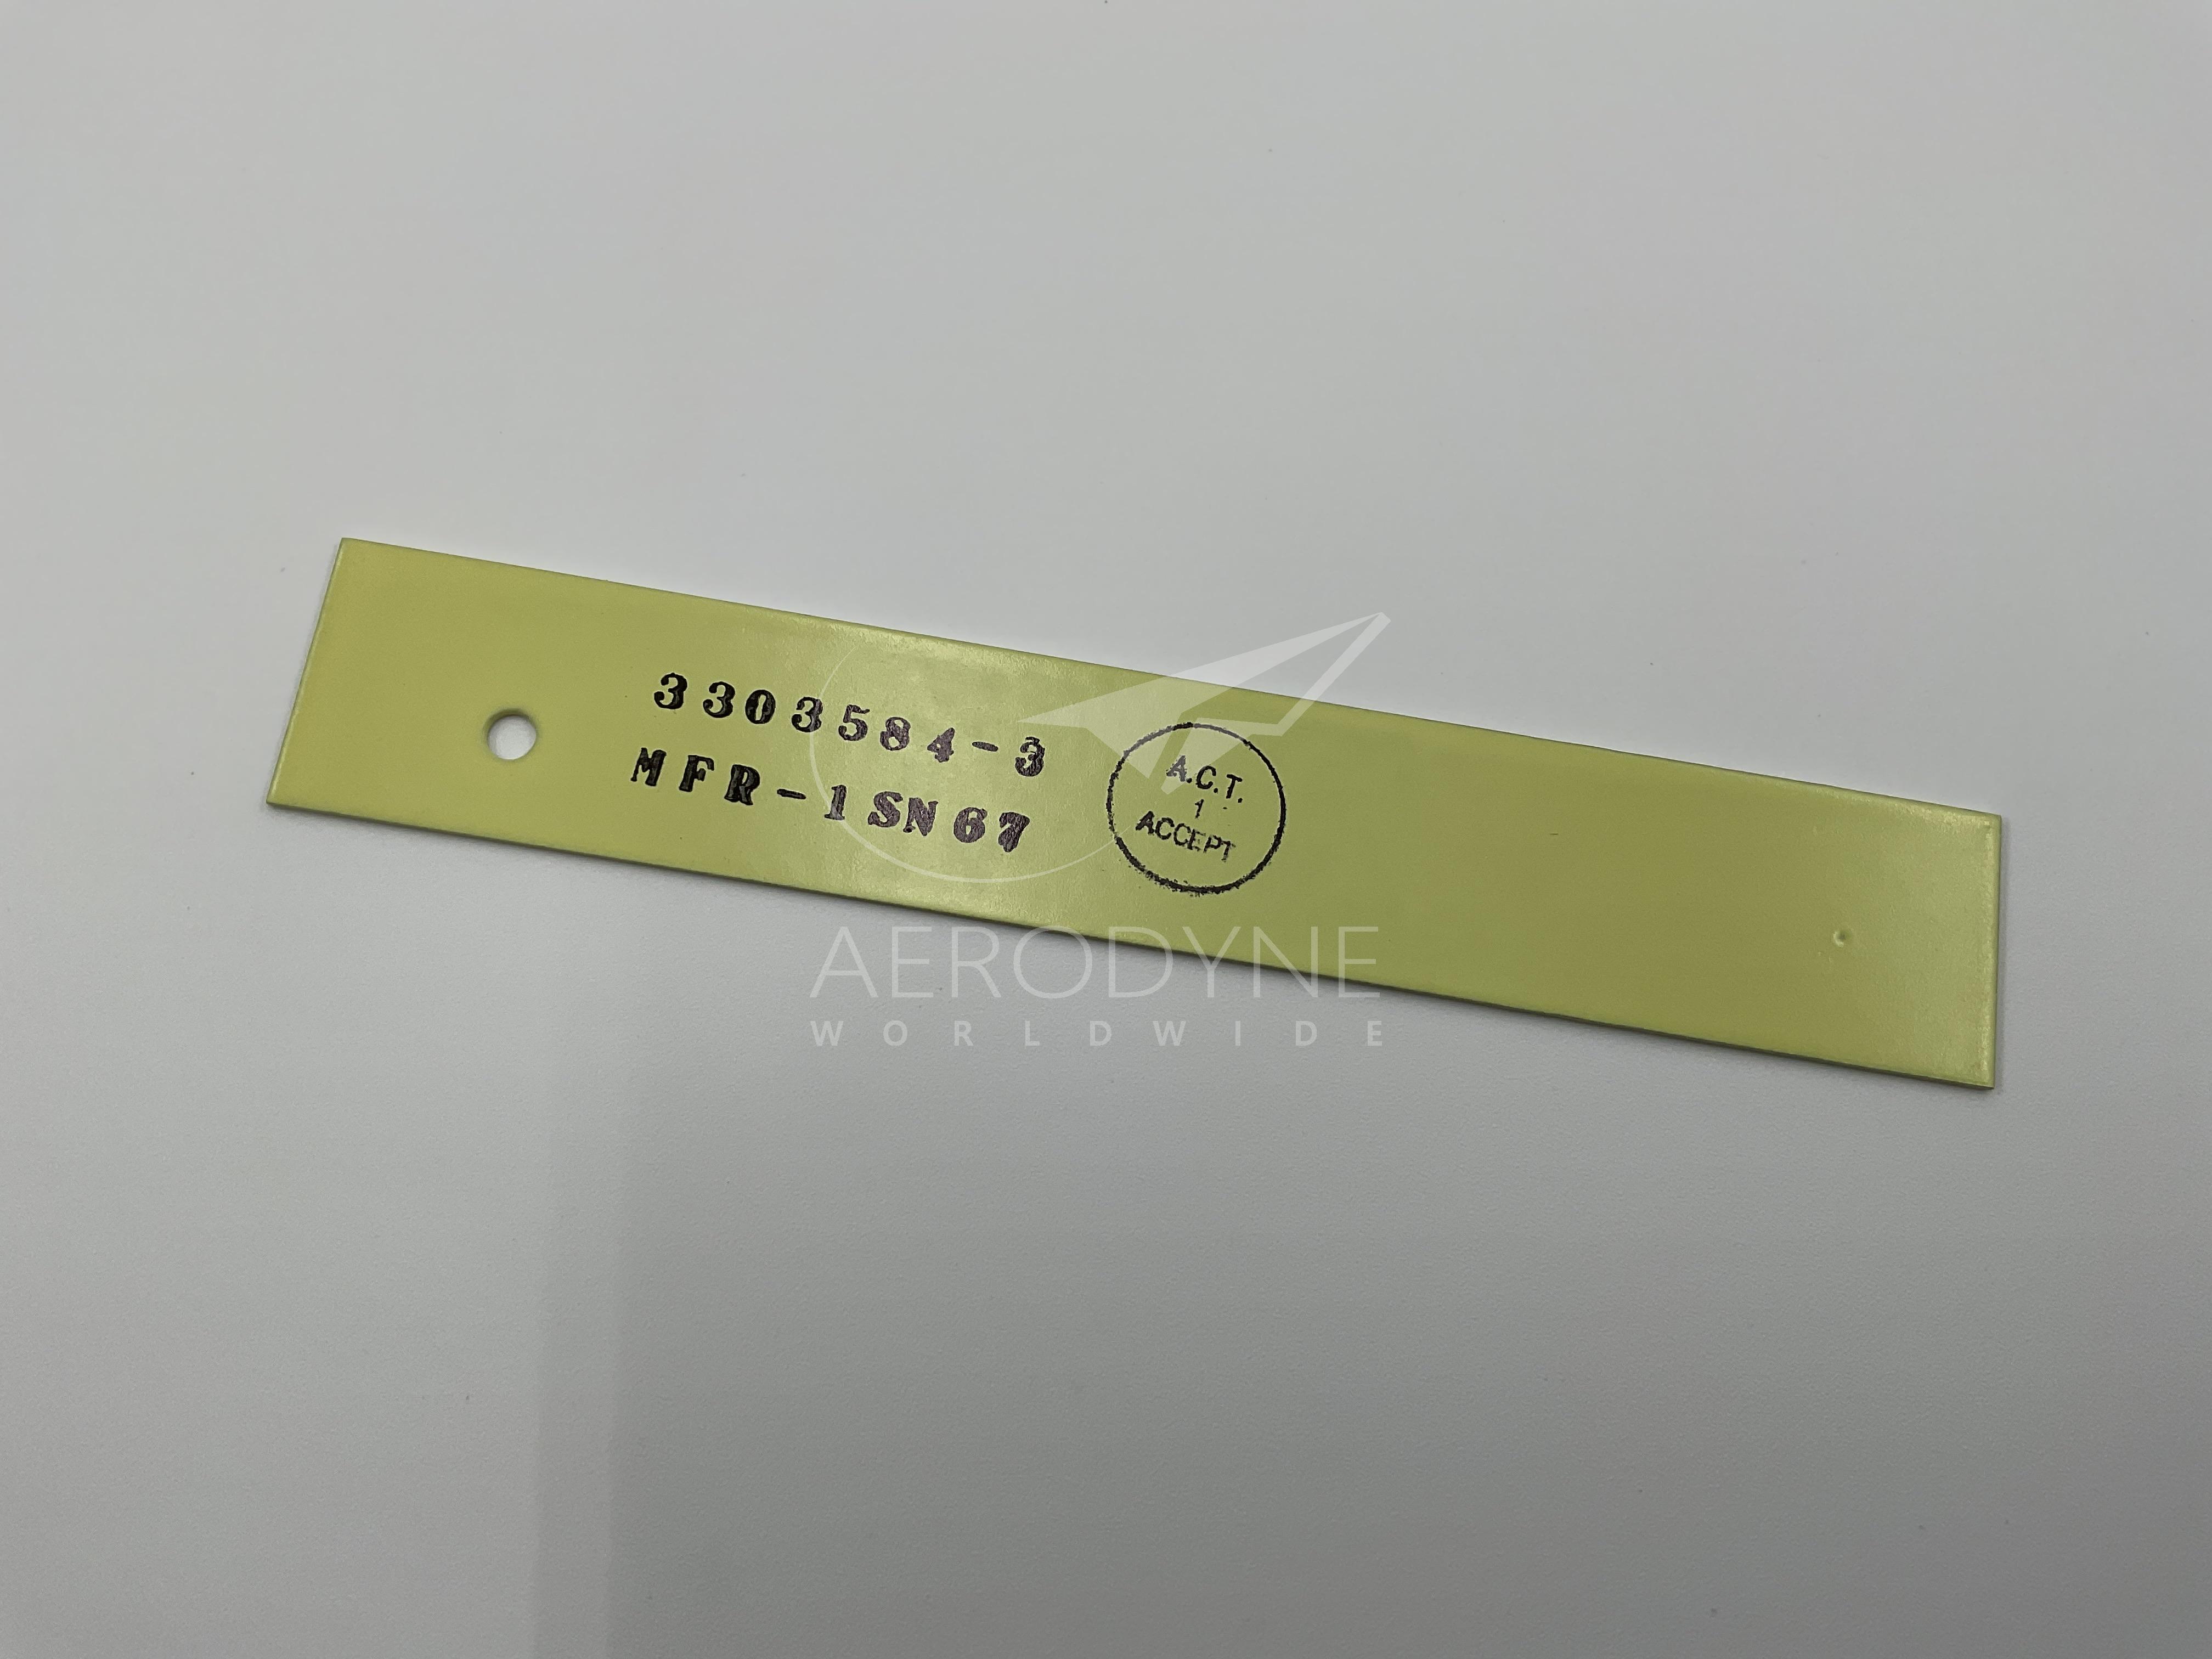 3303584-3
MFR-1SN67
A.C.T.
1
ACCEPT
AERODYNE
WORLDWIDE